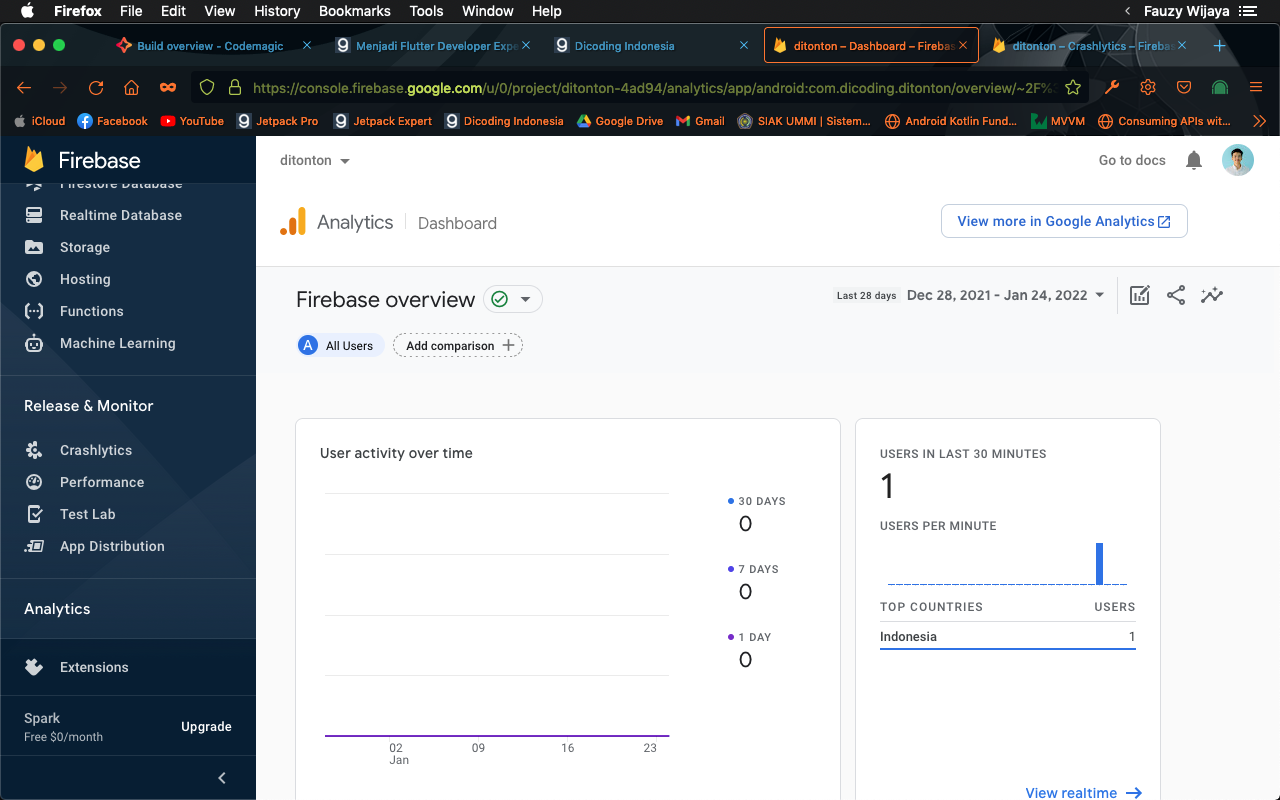 Firefox File Edit View History Bookmarks Tools Window Help Fauzy Wijaya
Build overview - Codemagic Menjadi Flutter Developer Expe Dicoding Indonesia ditonton – Dashboard – Firebas ditonton – Crashlytics – Fireba
https://console.firebase.google.com/u/0/project/ditonton-4ad94/analytics/app/android:com.dicoding.ditonton/overview/~2F%3
iCloud Facebook YouTube Jetpack Pro Jetpack Expert Dicoding Indonesia Google Drive Gmail SIAK UMMI | Sistem... Android Kotlin Fund... MVVM Consuming APIs wit...
Firebase
Firestore Database
Realtime Database
Storage
Hosting
Functions
Machine Learning
Release & Monitor
Crashlytics
Performance
Test Lab
App Distribution
Analytics
Extensions
Spark
Free $0/month
Upgrade
ditonton
Go to docs
Analytics Dashboard
View more in Google Analytics
Firebase overview
Last 28 days Dec 28, 2021 - Jan 24, 2022
A All Users Add comparison
User activity over time
30 DAYS
0
7 DAYS
0
1 DAY
0
02 09 16 23
Jan
USERS IN LAST 30 MINUTES
1
USERS PER MINUTE
TOP COUNTRIES USERS
Indonesia 1
View realtime